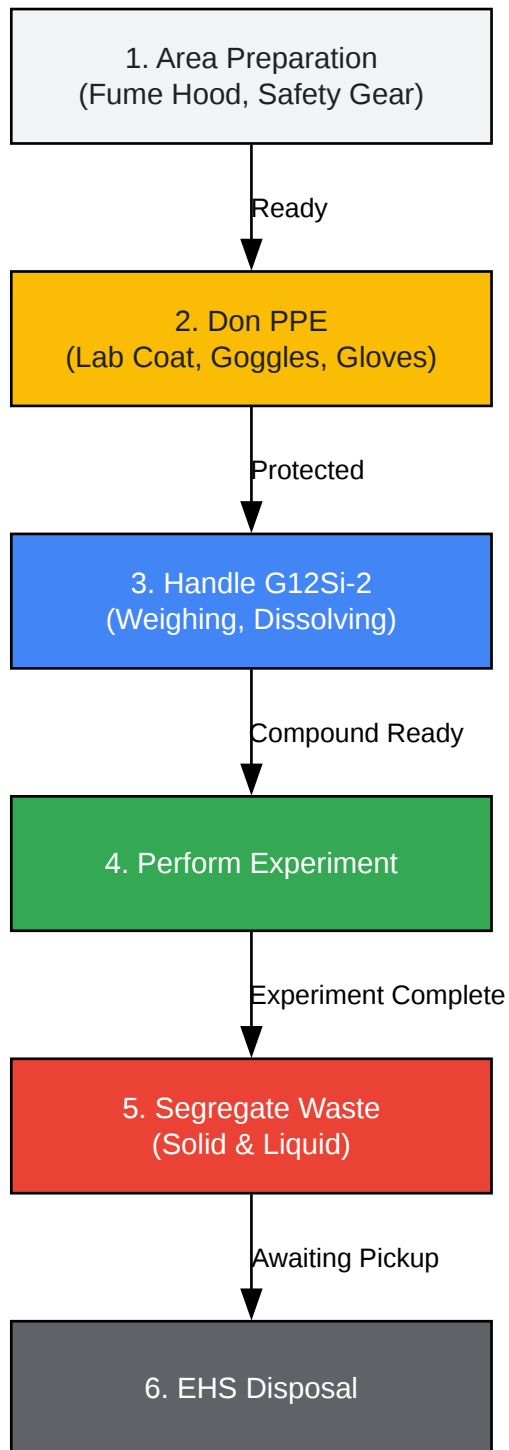 1. Area Preparation
(Fume Hood, Safety Gear)
Ready
2. Don PPE
(Lab Coat, Goggles, Gloves)
Protected
3. Handle G12Si-2
(Weighing, Dissolving)
Compound Ready
4. Perform Experiment
Experiment Complete
5. Segregate Waste
(Solid & Liquid)
Awaiting Pickup
6. EHS Disposal